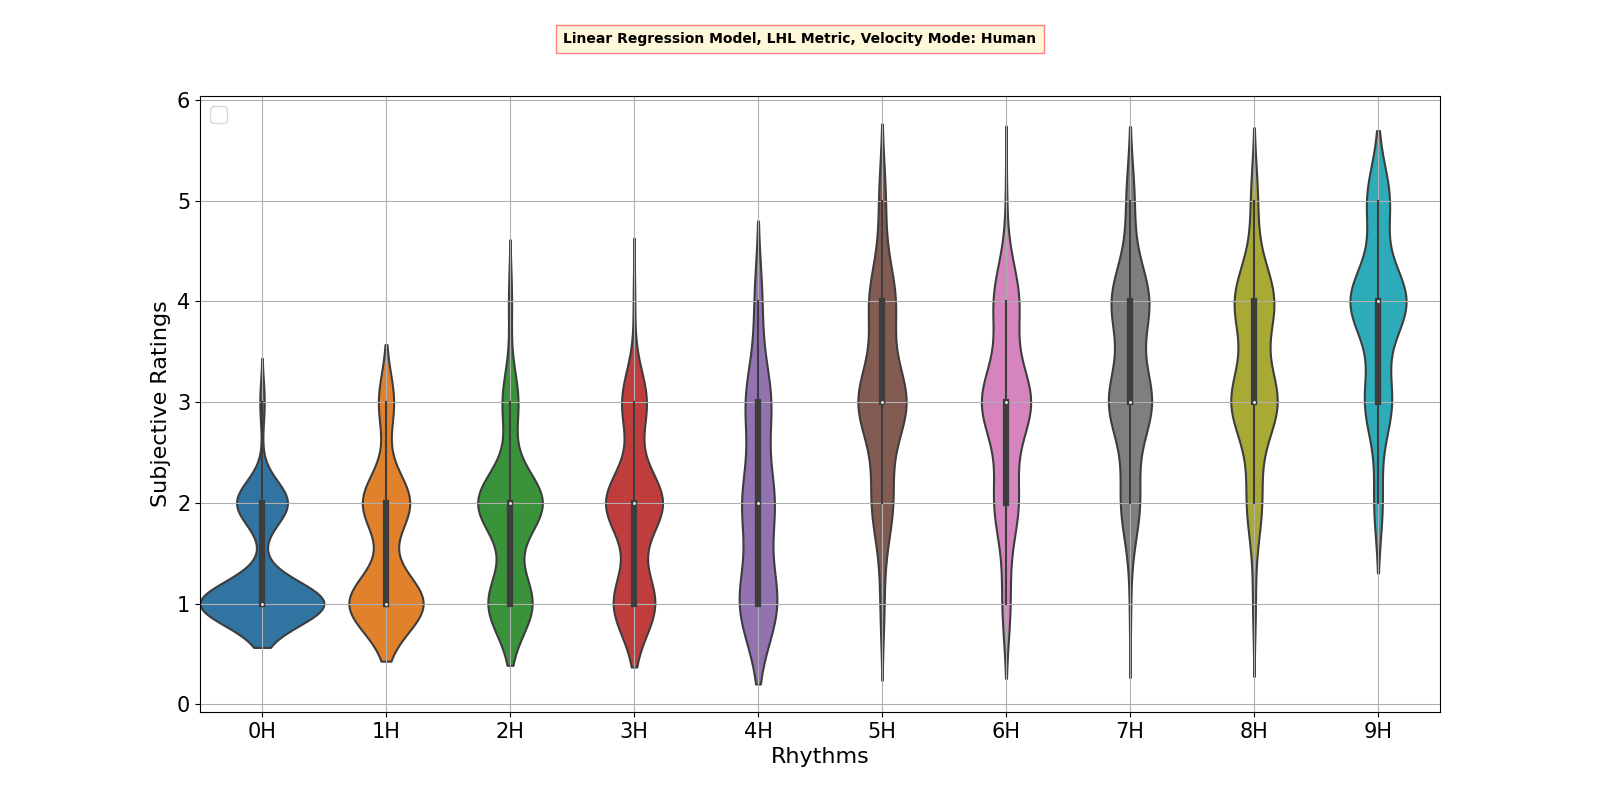 Linear Regression Model, LHL Metric, Velocity Mode: Human
6
5
4
3
2
1
0
Subjective Ratings
0H 1H 2H 3H 4H 5H 6H 7H 8H 9H
Rhythms